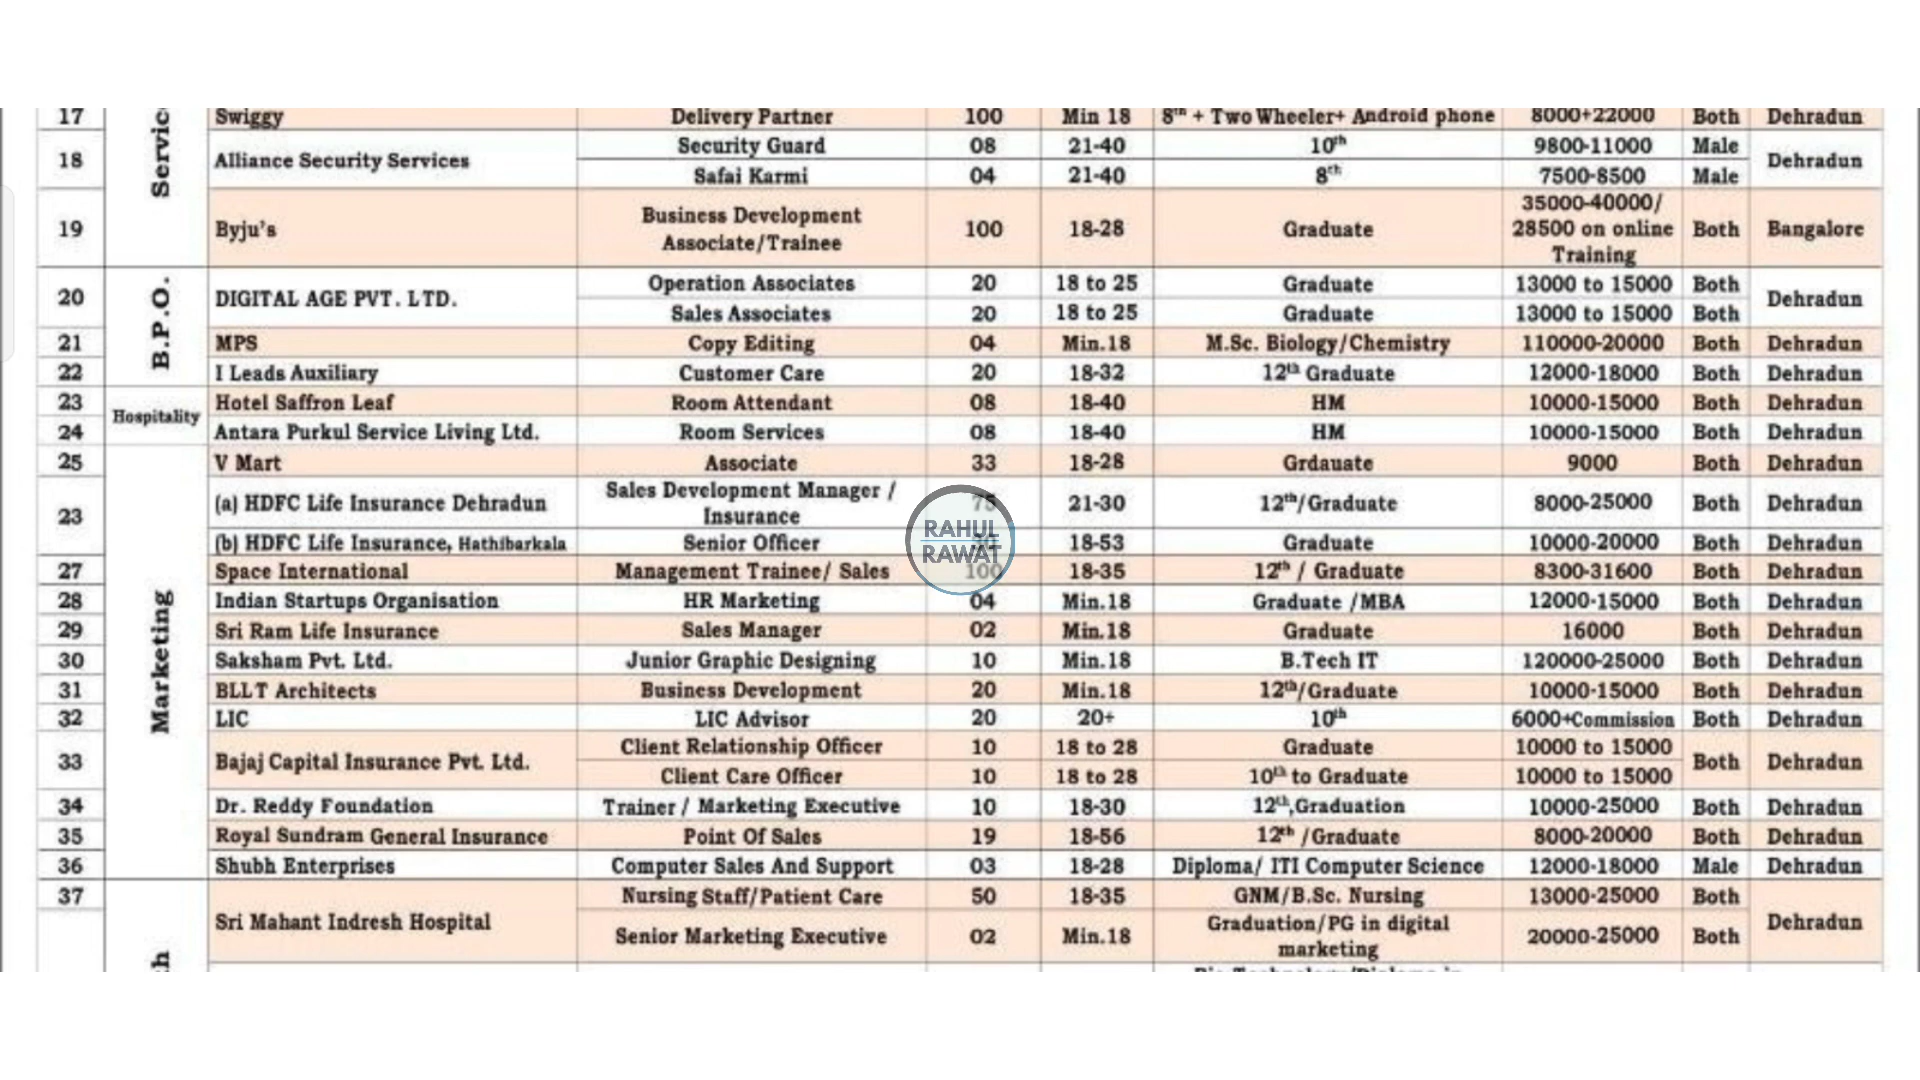 17 Swiggy Delivery Partner 100 Min 18 8th + Two Wheeler+ Android phone 8000+22000 Both Dehradun
Servic
18 Alliance Security Services Security Guard 08 21-40 10th 9800-11000 Male Dehradun
Safai Karmi 04 21-40 8th 7500-8500 Male
19 Byju's Business Development Associate/Trainee 100 18-28 Graduate 35000-40000/ 28500 on online Training Both Bangalore
B.P.O.
20 DIGITAL AGE PVT. LTD. Operation Associates 20 18 to 25 Graduate 13000 to 15000 Both Dehradun
Sales Associates 20 18 to 25 Graduate 13000 to 15000 Both
21 MPS Copy Editing 04 Min.18 M.Sc. Biology/Chemistry 110000-20000 Both Dehradun
22 I Leads Auxiliary Customer Care 20 18-32 12th Graduate 12000-18000 Both Dehradun
Hospitality
23 Hotel Saffron Leaf Room Attendant 08 18-40 HM 10000-15000 Both Dehradun
24 Antara Purkul Service Living Ltd. Room Services 08 18-40 HM 10000-15000 Both Dehradun
Marketing
25 V Mart Associate 33 18-28 Grdauate 9000 Both Dehradun
23 (a) HDFC Life Insurance Dehradun Sales Development Manager / Insurance 75 21-30 12th/Graduate 8000-25000 Both Dehradun
(b) HDFC Life Insurance, Hathibarkala Senior Officer 18-53 Graduate 10000-20000 Both Dehradun
RAHUL
RAWAT
27 Space International Management Trainee/ Sales 100 18-35 12th / Graduate 8300-31600 Both Dehradun
28 Indian Startups Organisation HR Marketing 04 Min.18 Graduate /MBA 12000-15000 Both Dehradun
29 Sri Ram Life Insurance Sales Manager 02 Min.18 Graduate 16000 Both Dehradun
30 Saksham Pvt. Ltd. Junior Graphic Designing 10 Min.18 B.Tech IT 120000-25000 Both Dehradun
31 BLLT Architects Business Development 20 Min.18 12th/Graduate 10000-15000 Both Dehradun
32 LIC LIC Advisor 20 20+ 10th 6000+Commission Both Dehradun
33 Bajaj Capital Insurance Pvt. Ltd. Client Relationship Officer 10 18 to 28 Graduate 10000 to 15000 Both Dehradun
Client Care Officer 10 18 to 28 10th to Graduate 10000 to 15000
34 Dr. Reddy Foundation Trainer / Marketing Executive 10 18-30 12th,Graduation 10000-25000 Both Dehradun
35 Royal Sundram General Insurance Point Of Sales 19 18-56 12th /Graduate 8000-20000 Both Dehradun
36 Shubh Enterprises Computer Sales And Support 03 18-28 Diploma/ ITI Computer Science 12000-18000 Male Dehradun
37 Sri Mahant Indresh Hospital Nursing Staff/Patient Care 50 18-35 GNM/B.Sc. Nursing 13000-25000 Both Dehradun
Senior Marketing Executive 02 Min.18 Graduation/PG in digital marketing 20000-25000 Both